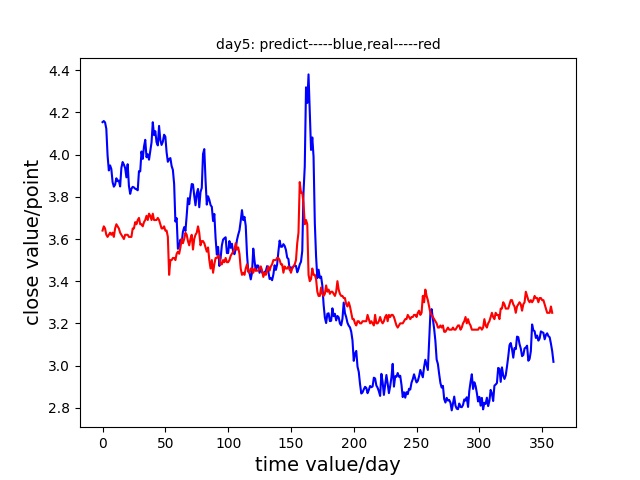 day5: predict-----blue,real-----red
close value/point
4.4
4.2
4.0
3.8
3.6
3.4
3.2
3.0
2.8
0 50 100 150 200 250 300 350
time value/day